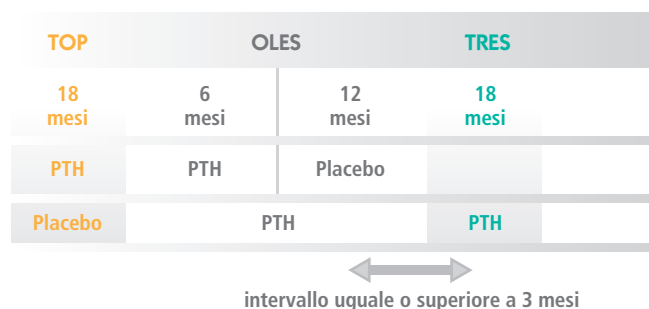 TOP OLES TRES
18 6 12 18
mesi mesi mesi mesi
PTH PTH Placebo
Placebo PTH PTH
intervallo uguale o superiore a 3 mesi